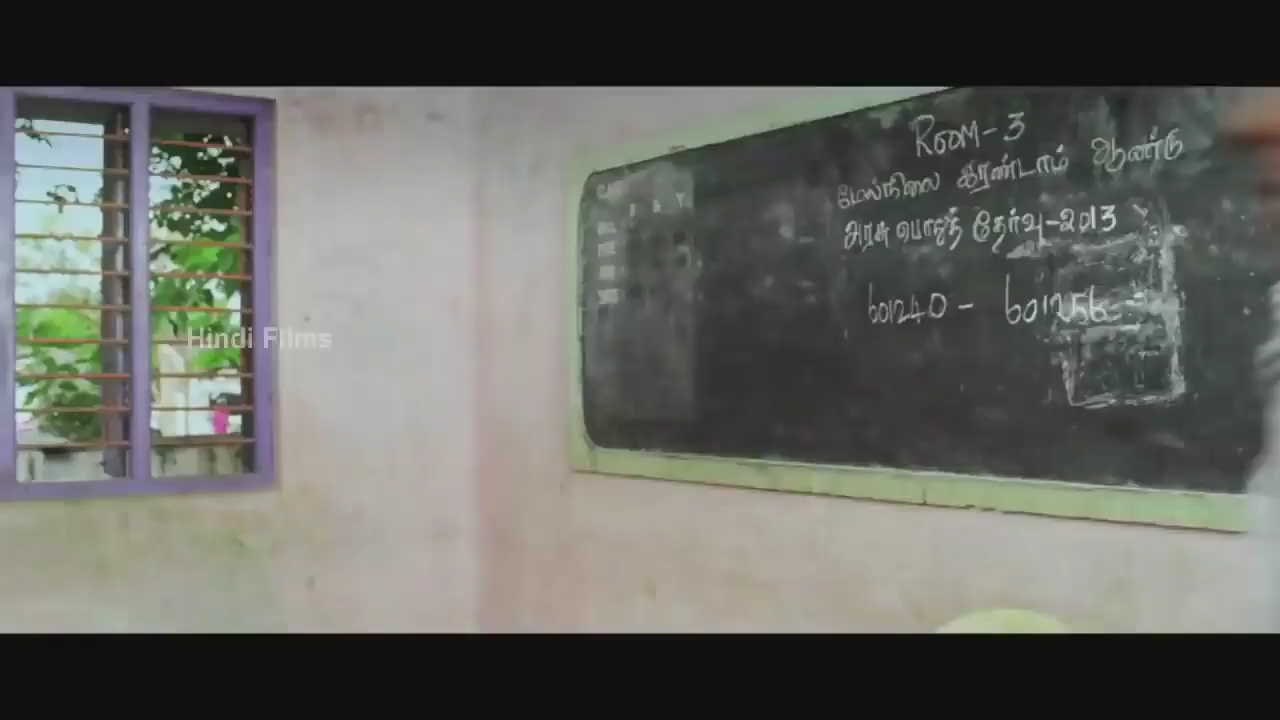 ROOM-3
மேல்நிலை இரண்டாம் ஆண்டு
அரசு பொதுத் தேர்வு-2013
601240 - 601256
Hindi Films